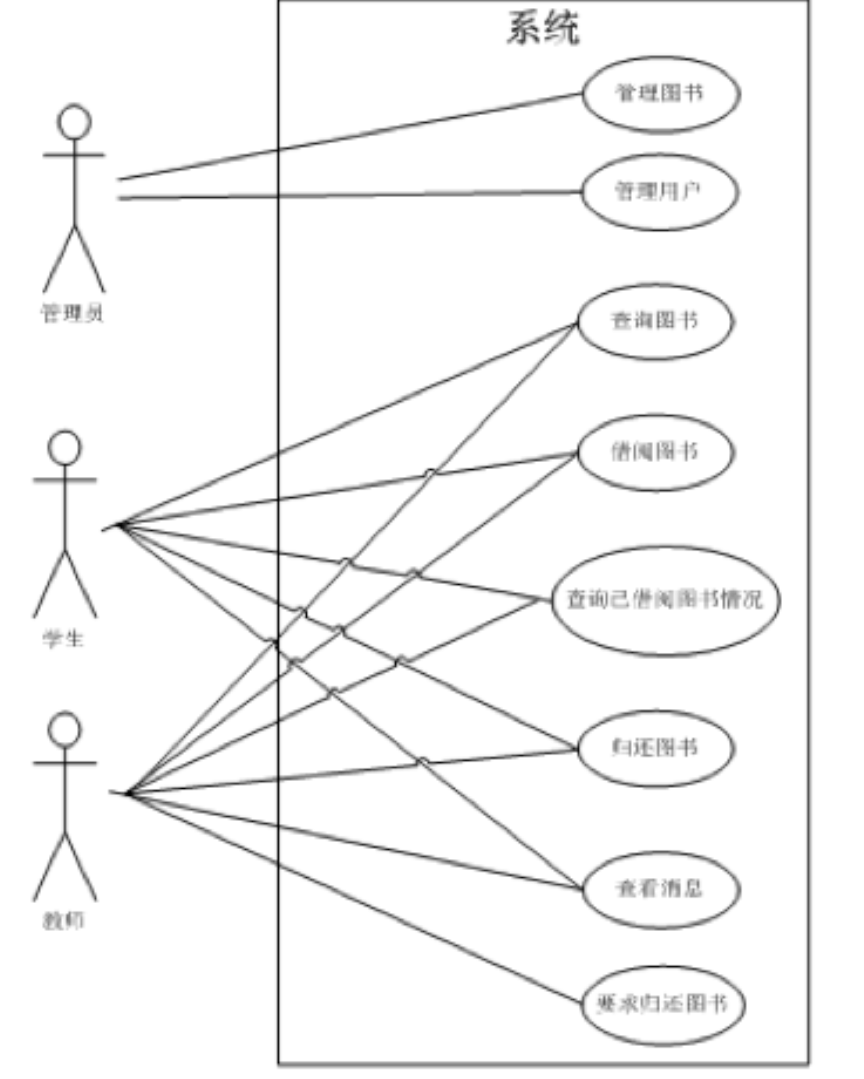 系统
管理图书
管理用户
管理员
查询图书
借阅图书
查询己借阅图书情况
学生
归还图书
教师
查看消息
要求归还图书